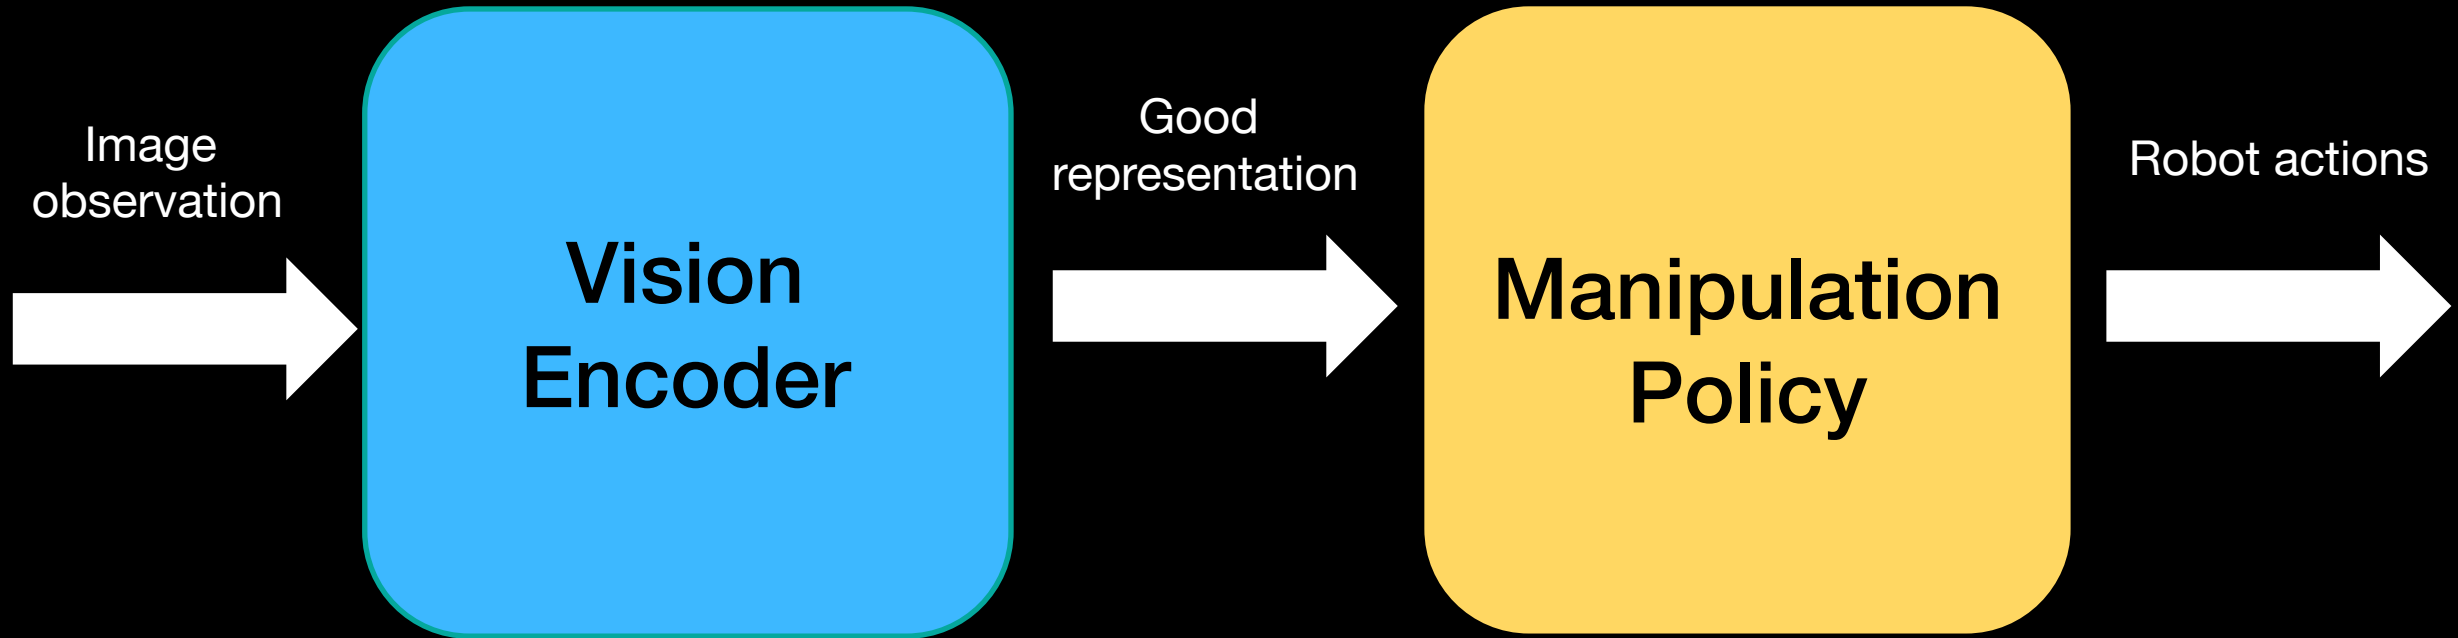 Image
observation
Vision
Encoder
Good
representation
Manipulation
Policy
Robot actions